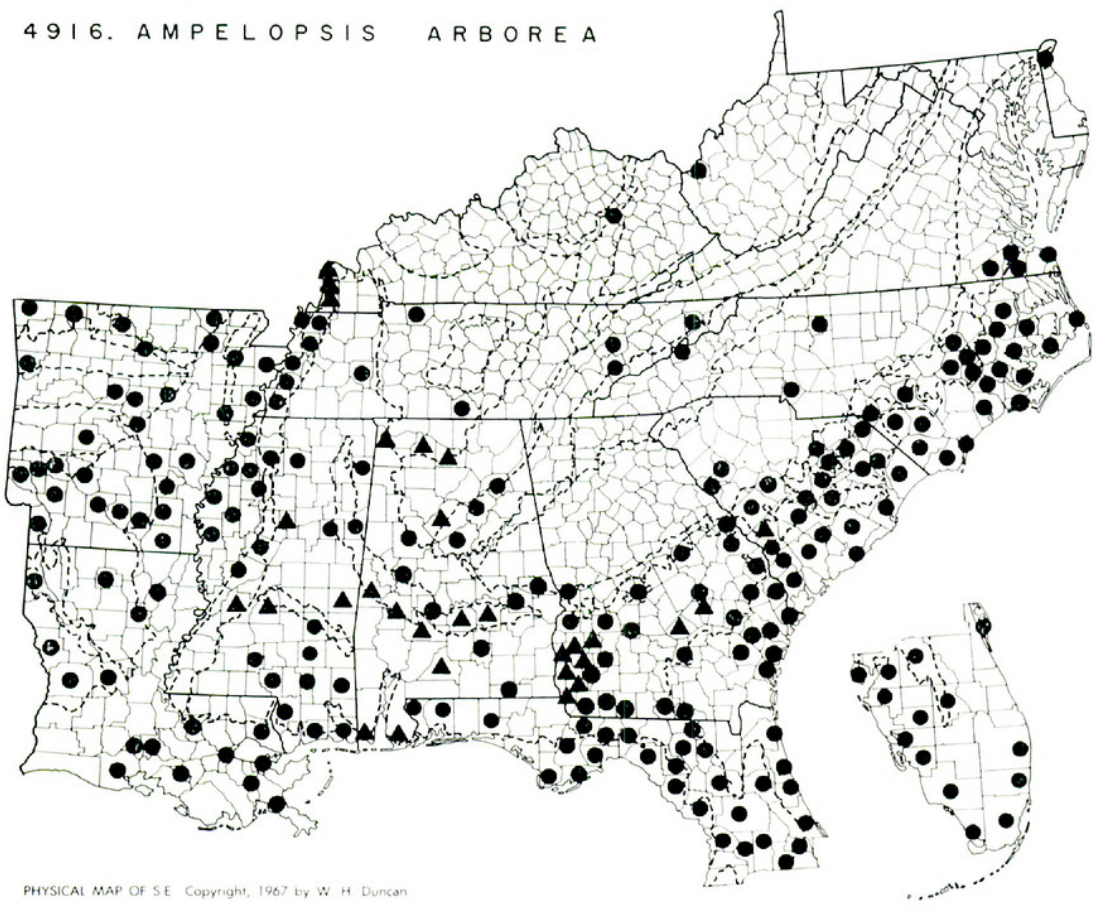 4916. AMPELOPSIS ARBOREA
PHYSICAL MAP OF S.E. Copyright, 1967 by W. H. Duncan